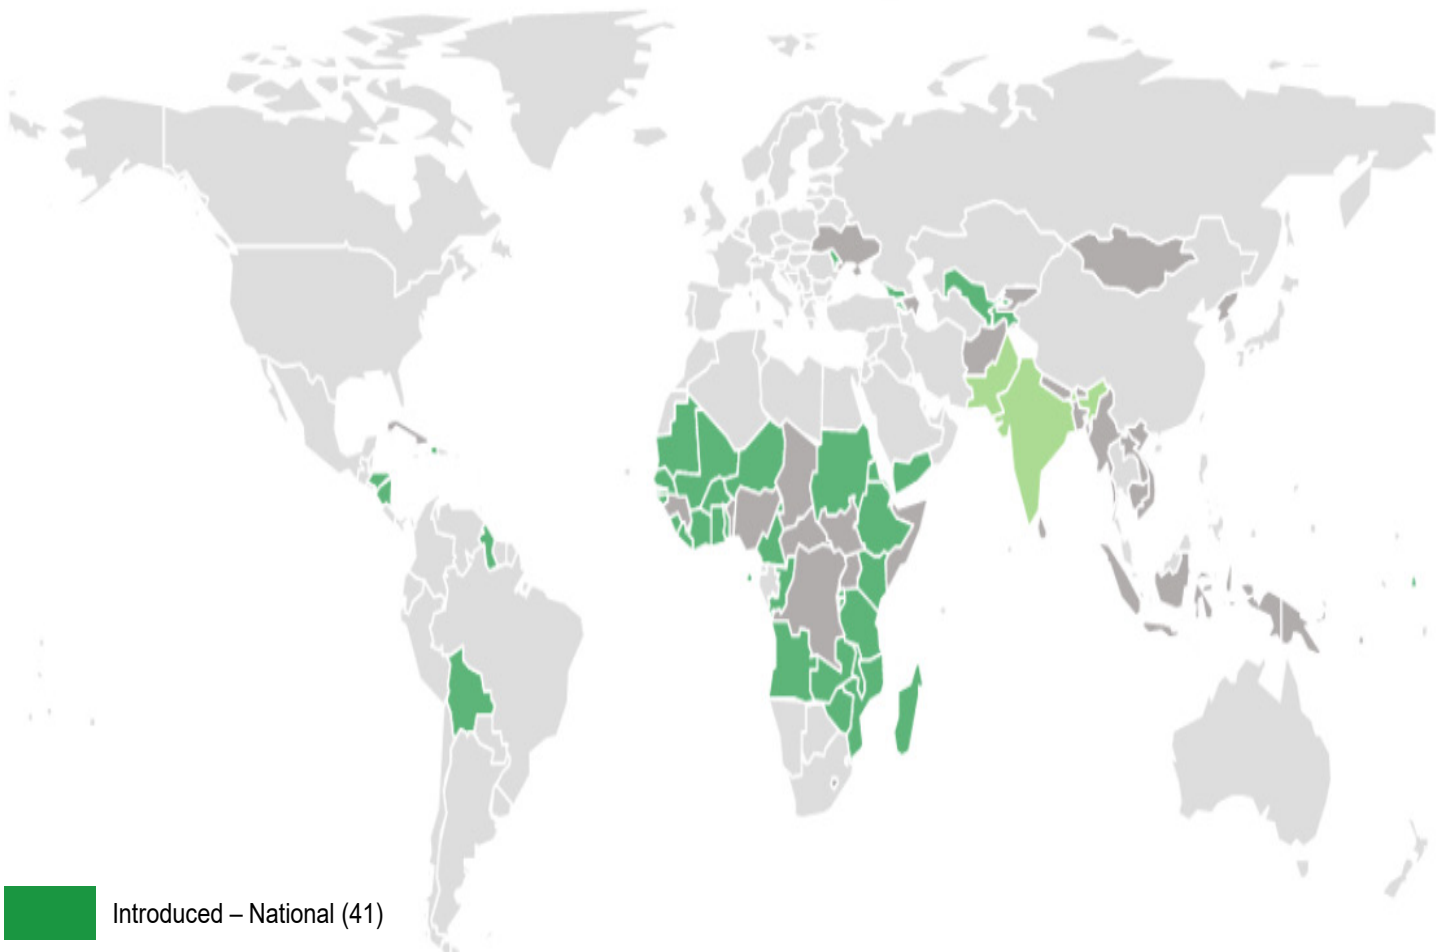 Introduced – National (41)